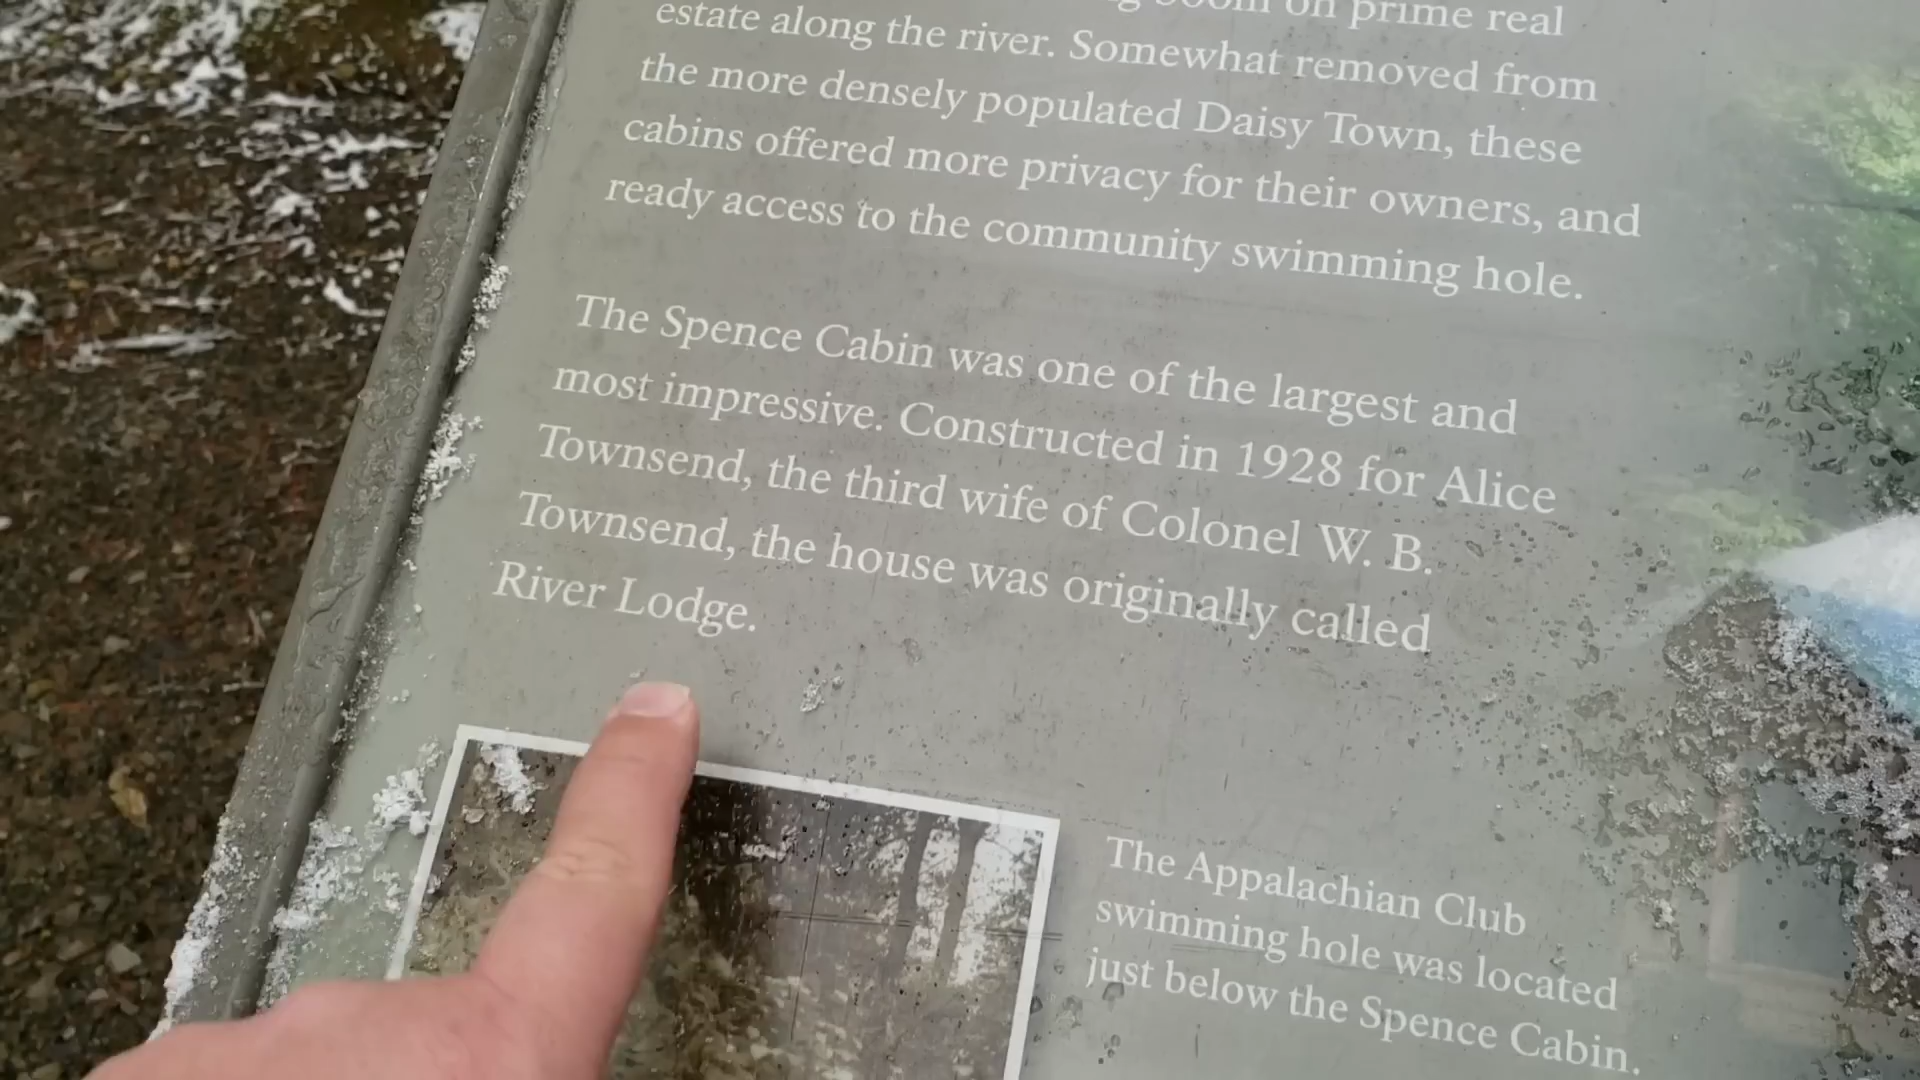 on prime real
estate along the river. Somewhat removed from
the more densely populated Daisy Town, these
cabins offered more privacy for their owners, and
ready access to the community swimming hole.
The Spence Cabin was one of the largest and
most impressive. Constructed in 1928 for Alice
Townsend, the third wife of Colonel W. B.
Townsend, the house was originally called
River Lodge.
The Appalachian Club
swimming hole was located
just below the Spence Cabin.